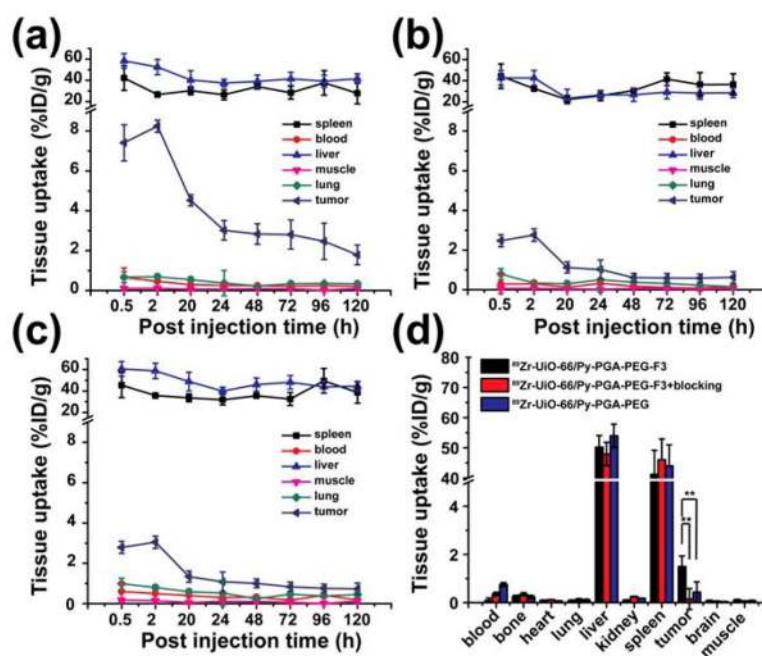 (a)
Tissue uptake (%ID/g)
60
40
20
8
6
4
2
0
spleen
blood
liver
muscle
lung
tumor
0.5 2 20 24 48 72 96 120
Post injection time (h)
(b)
Tissue uptake (%ID/g)
60
40
20
8
6
4
2
0
spleen
blood
liver
muscle
lung
tumor
0.5 2 20 24 48 72 96 120
Post injection time (h)
(c)
Tissue uptake (%ID/g)
60
40
20
8
6
4
2
0
spleen
blood
liver
muscle
lung
tumor
0.5 2 20 24 48 72 96 120
Post injection time (h)
(d)
Tissue uptake (%ID/g)
80
70
60
50
40
4
2
0
⁸⁹Zr-UiO-66/Py-PGA-PEG-F3
⁸⁹Zr-UiO-66/Py-PGA-PEG-F3+blocking
⁸⁹Zr-UiO-66/Py-PGA-PEG
**
**
blood bone heart lung liver kidney spleen tumor brain muscle